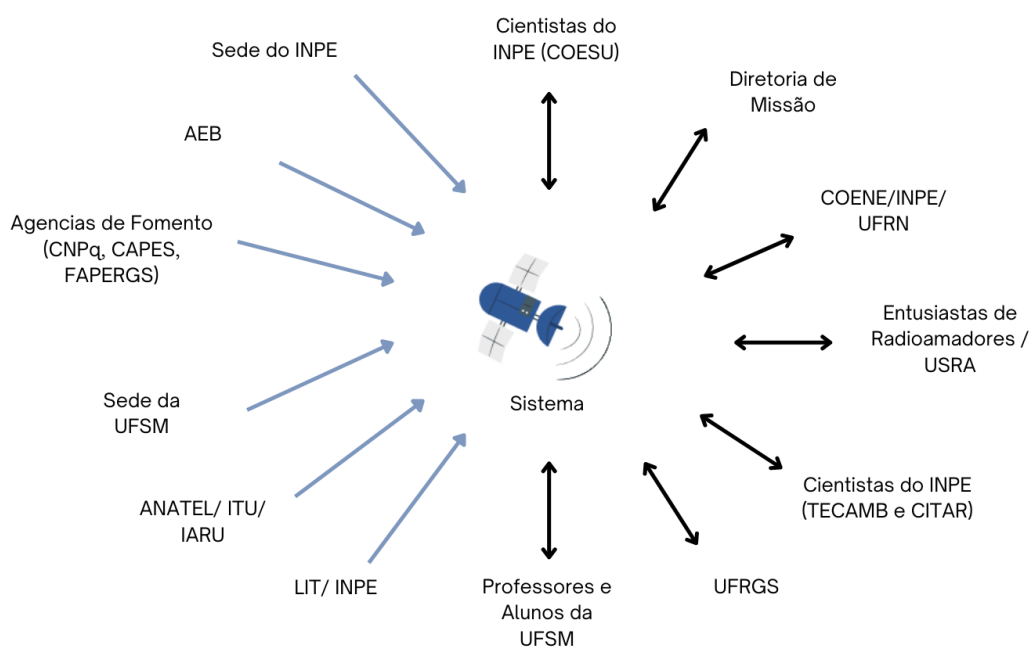 Cientistas do
INPE (COESU)
Sede do INPE
Diretoria de
Missão
AEB
COENE/INPE/
UFRN
Agencias de Fomento
(CNPq, CAPES,
FAPERGS)
Entusiastas de
Radioamadores /
USRA
Sistema
Sede da
UFSM
Cientistas do INPE
(TECAMB e CITAR)
ANATEL/ ITU/
IARU
LIT/ INPE
Professores e
Alunos da
UFSM
UFRGS